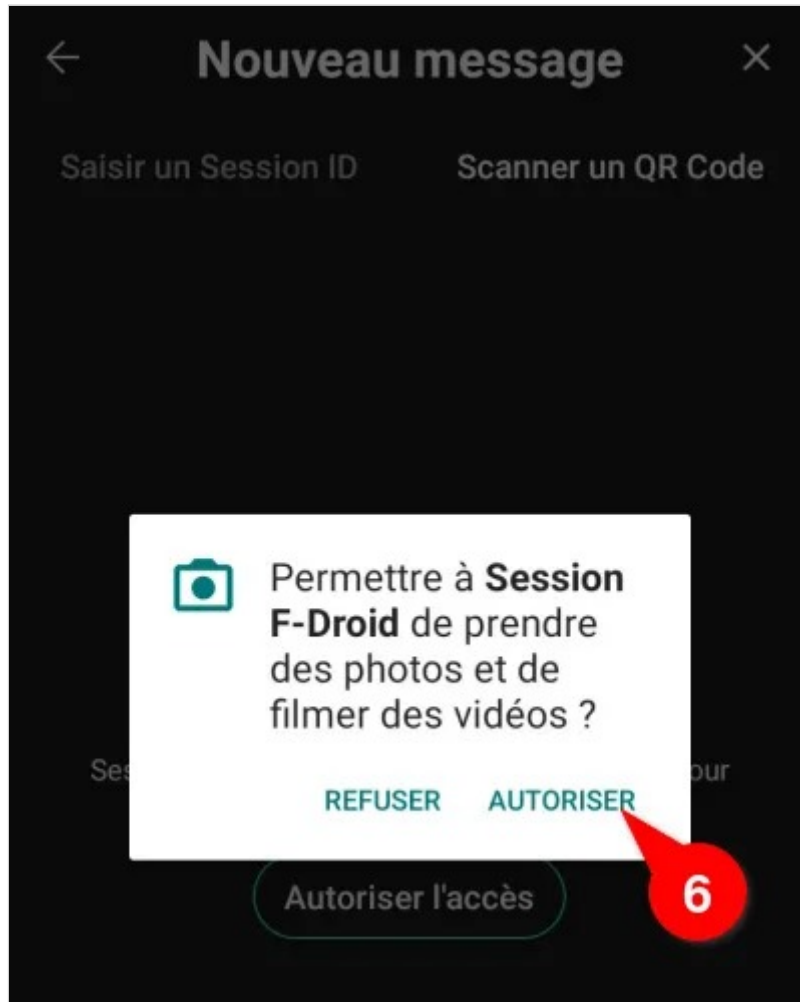 Nouveau message
Saisir un Session ID
Scanner un QR Code
Permettre à Session
F-Droid de prendre
des photos et de
filmer des vidéos ?
REFUSER
AUTORISER
Autoriser l'accès
6